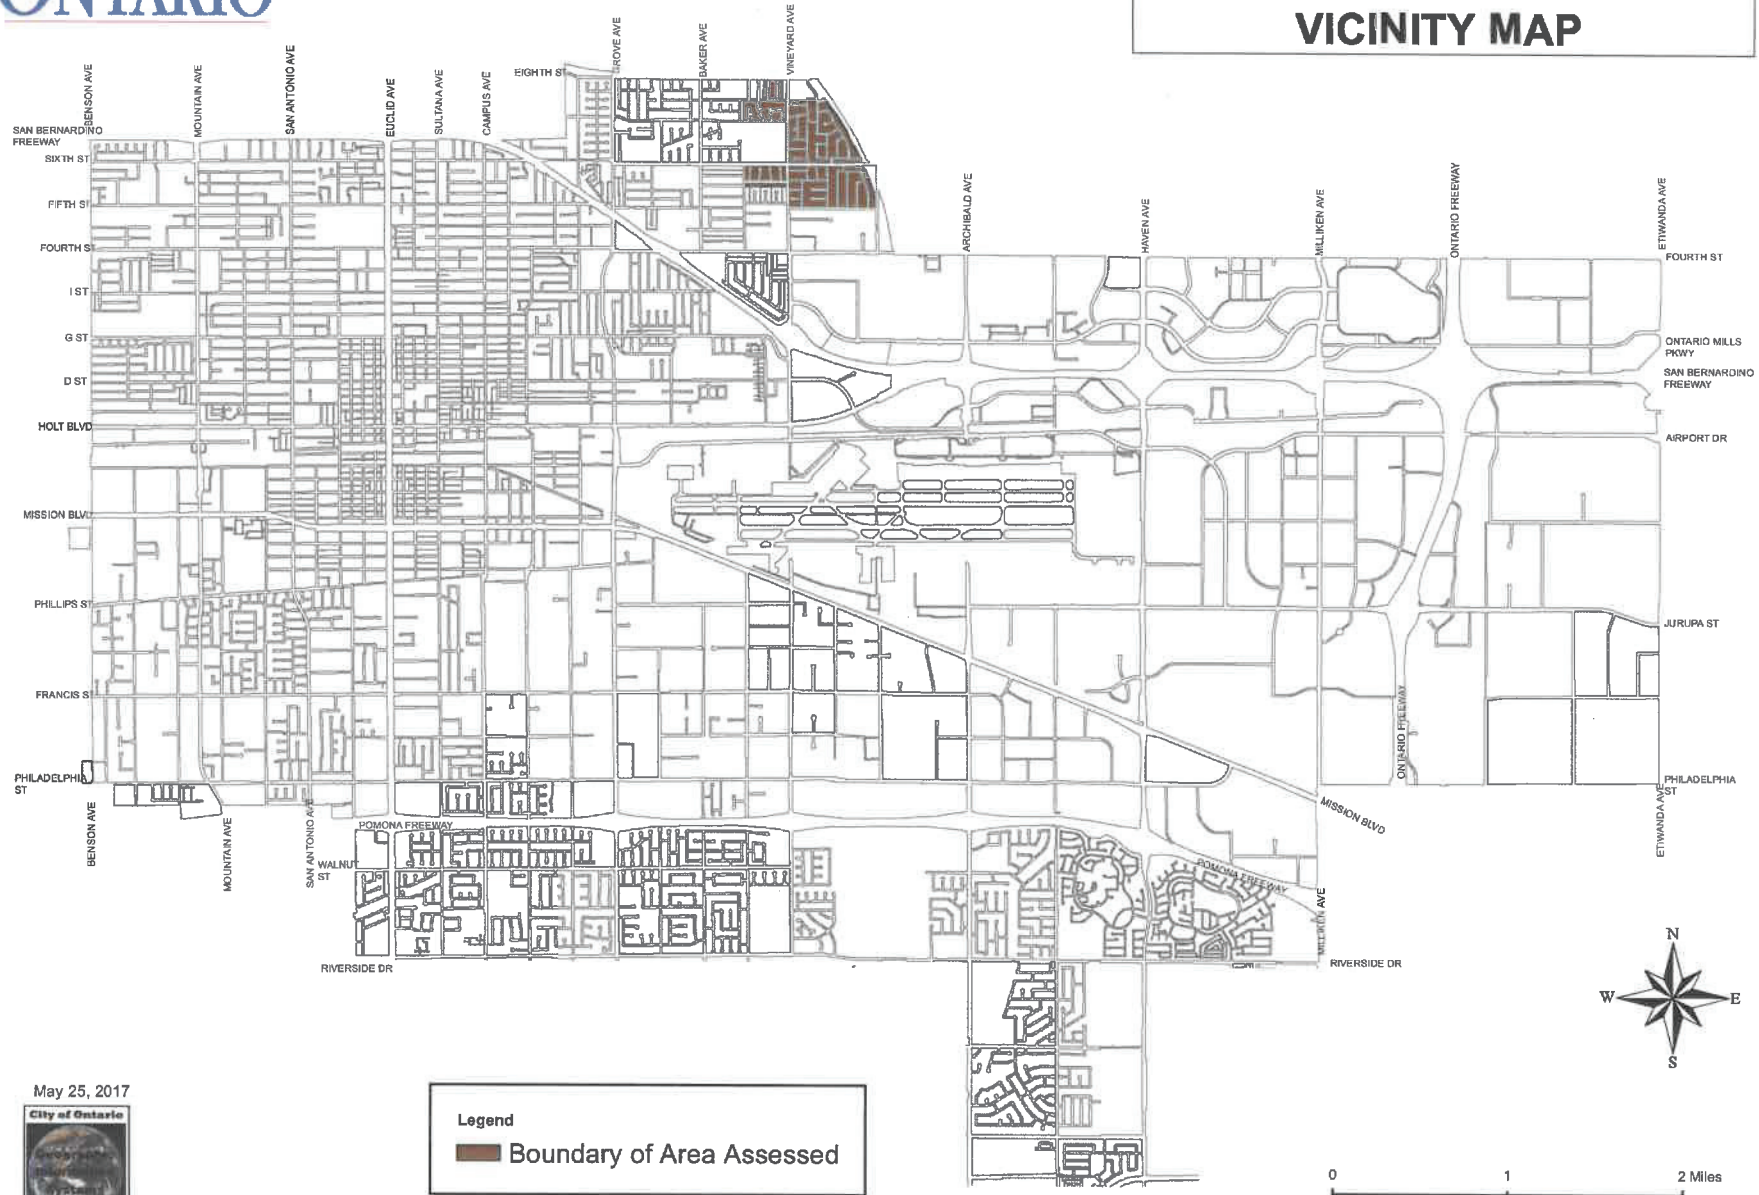 ONTARIO
VICINITY MAP
BENSON AVE
MOUNTAIN AVE
SAN ANTONIO AVE
EUCLID AVE
SULTANA AVE
CAMPUS AVE
EIGHTH ST
GROVE AVE
BAKER AVE
VINEYARD AVE
SAN BERNARDINO
FREEWAY
SIXTH ST
FIFTH ST
FOURTH ST
I ST
G ST
D ST
HOLT BLVD
MISSION BLVD
PHILLIPS ST
FRANCIS ST
PHILADELPHIA
ST
ARCHIBALD AVE
HAVEN AVE
MILLIKEN AVE
ONTARIO FREEWAY
ETIWANDA AVE
FOURTH ST
ONTARIO MILLS
PKWY
SAN BERNARDINO
FREEWAY
AIRPORT DR
JURUPA ST
ONTARIO FREEWAY
PHILADELPHIA
ST
ETIWANDA AVE
MISSION BLVD
BENSON AVE
MOUNTAIN AVE
SAN ANTONIO AVE
POMONA FREEWAY
WALNUT
ST
POMONA FREEWAY
MILLIKEN AVE
RIVERSIDE DR
RIVERSIDE DR
N
W
E
S
May 25, 2017
City of Ontario
Geographic
Information
Systems
Legend
Boundary of Area Assessed
0 1 2 Miles